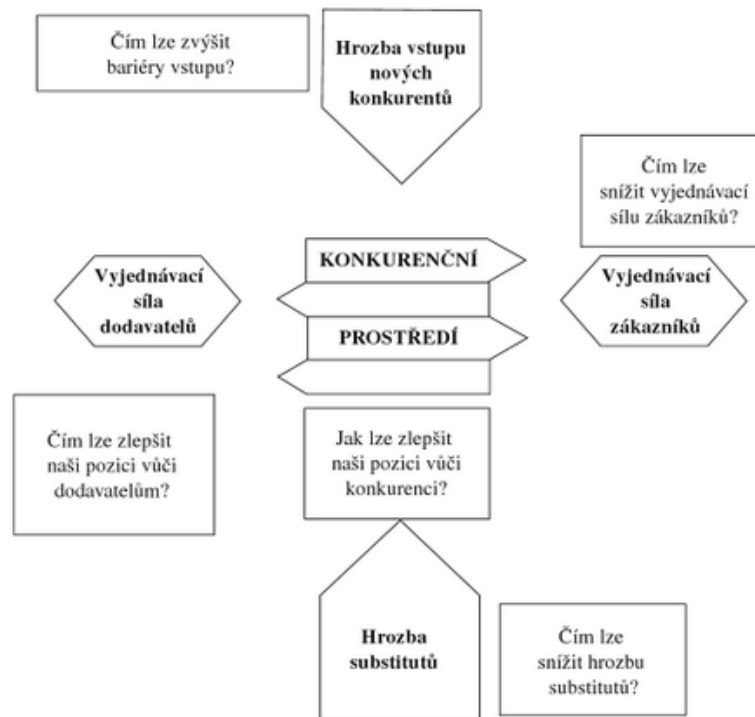 Čím lze zvýšit
bariéry vstupu?
Hrozba vstupu
nových
konkurentů
Čím lze
snížit vyjednávací
sílu zákazníků?
Vyjednávací
síla
dodavatelů
KONKURENČNÍ
PROSTŘEDÍ
Vyjednávací
síla
zákazníků
Čím lze zlepšit
naši pozici vůči
dodavatelům?
Jak lze zlepšit
naši pozici vůči
konkurenci?
Hrozba
substitutů
Čím lze
snížit hrozbu
substitutů?